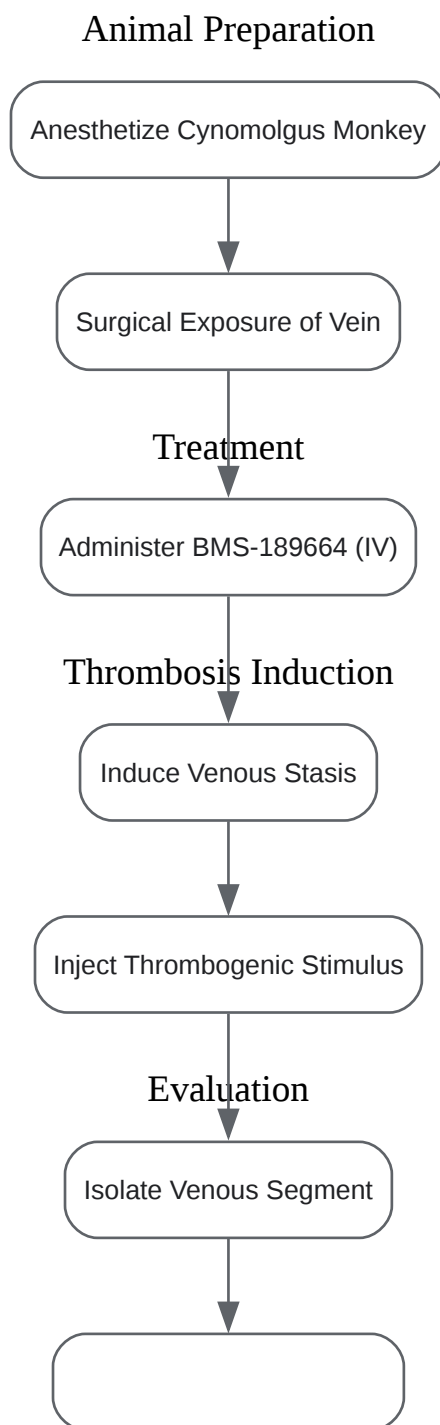 Animal Preparation
Anesthetize Cynomolgus Monkey
Surgical Exposure of Vein
Treatment
Administer BMS-189664 (IV)
Thrombosis Induction
Induce Venous Stasis
Inject Thrombogenic Stimulus
Evaluation
Isolate Venous Segment